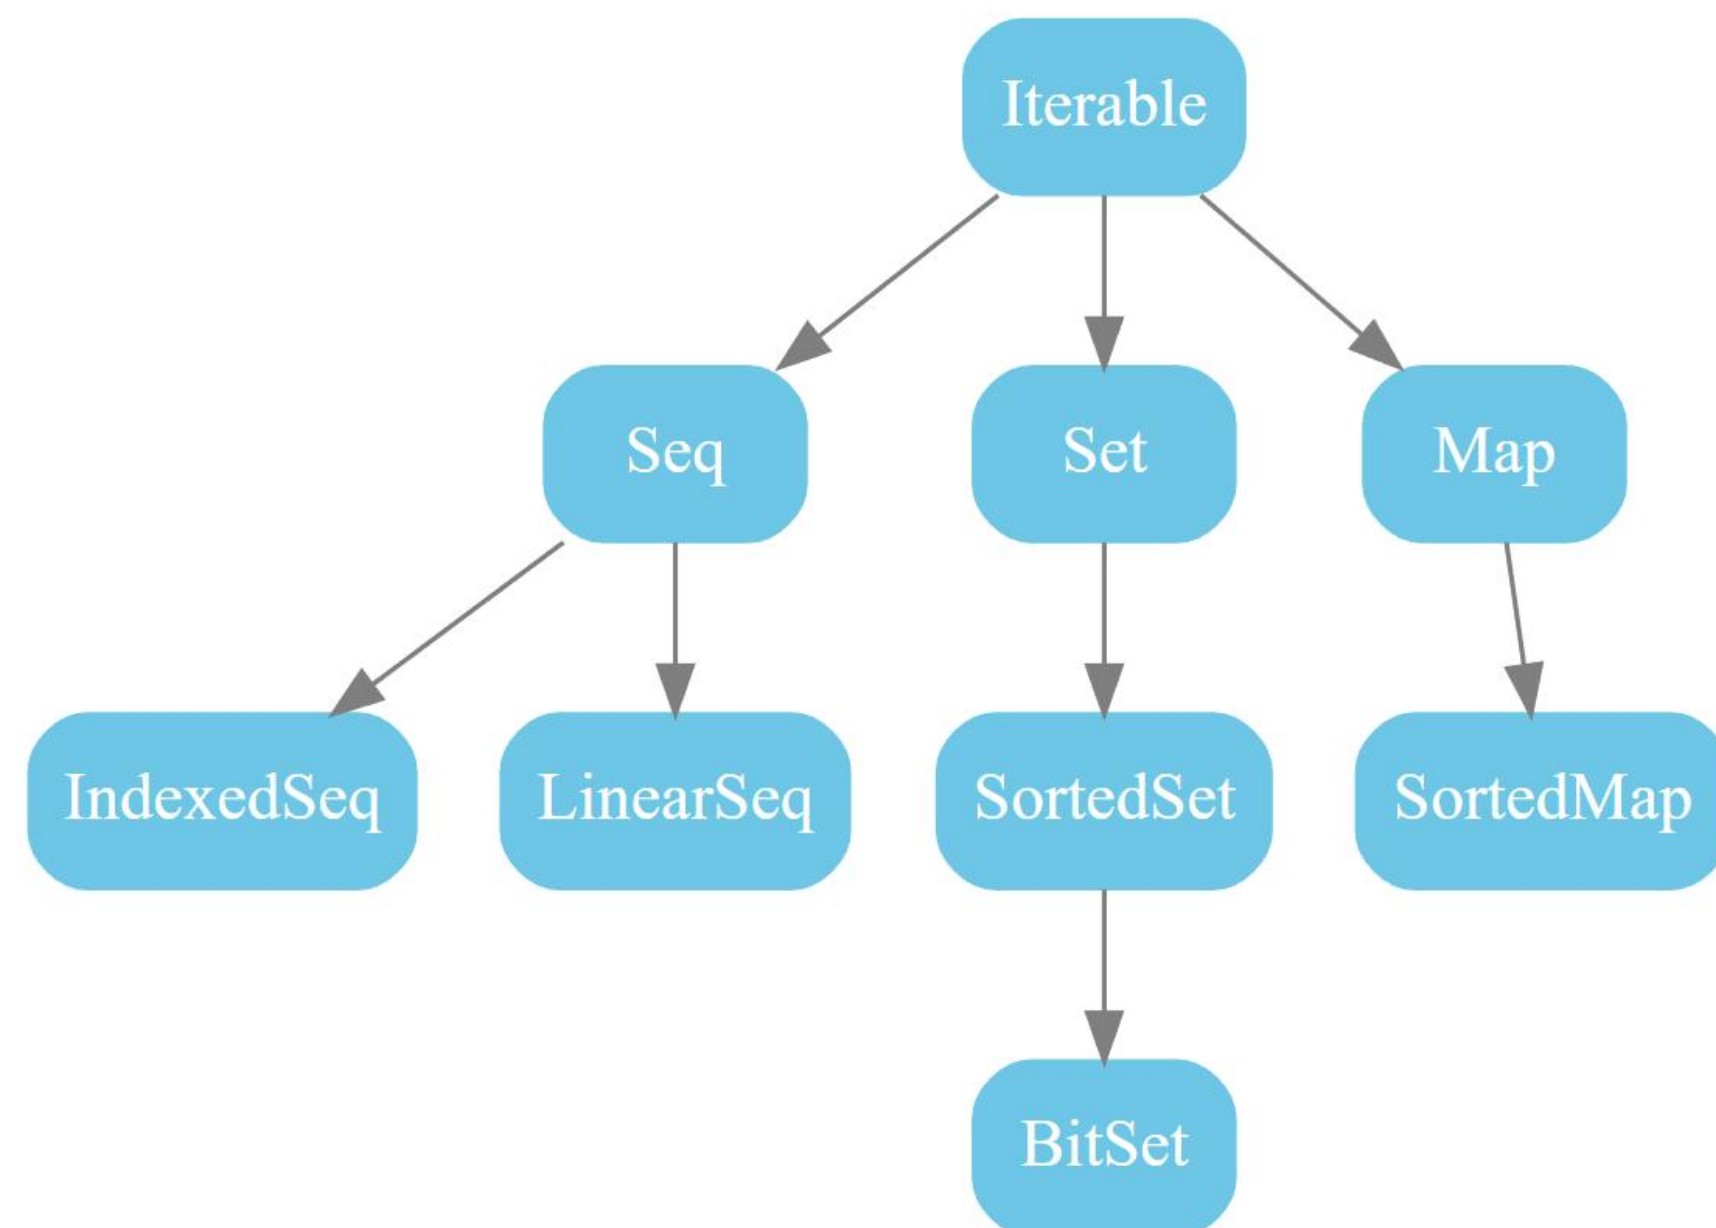 Iterable
Seq
Set
Map
IndexedSeq
LinearSeq
SortedSet
SortedMap
BitSet